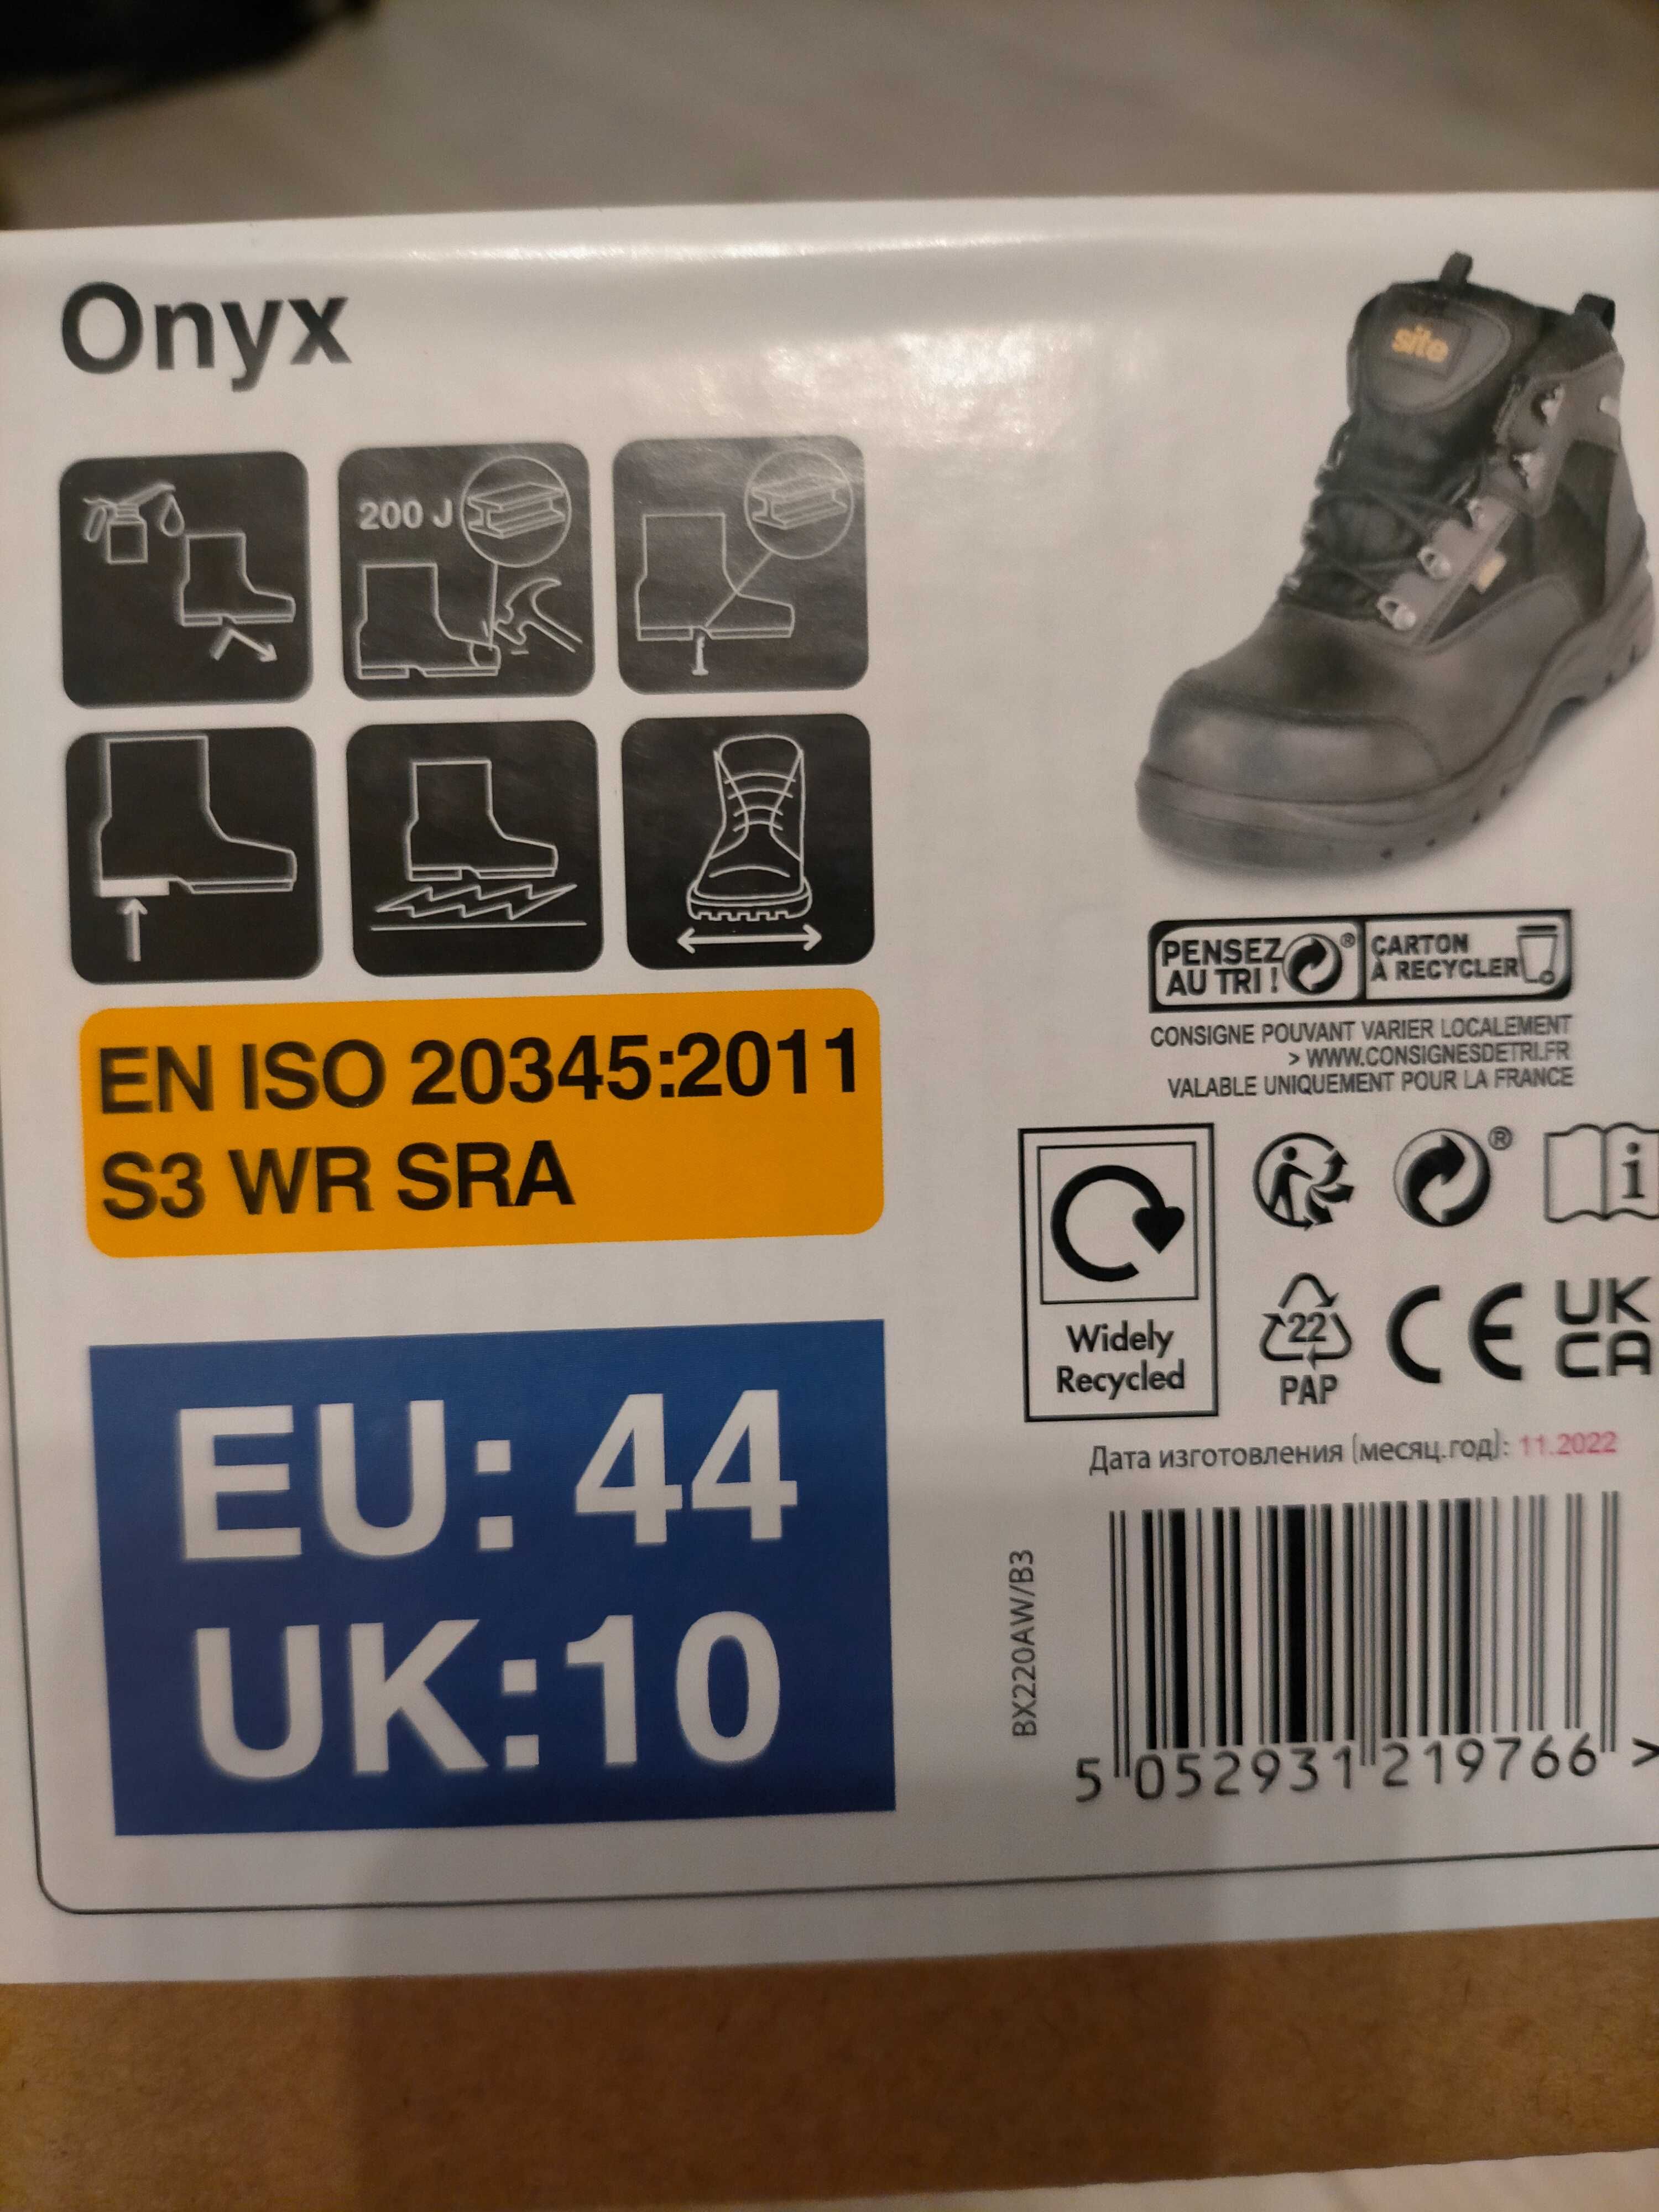 Onyx
site
200 J
EN ISO 20345:2011
S3 WR SRA
EU: 44
UK:10
PENSEZ
AU TRI !
®
CARTON
À RECYCLER
CONSIGNE POUVANT VARIER LOCALEMENT
> WWW.CONSIGNESDETRI.FR
VALABLE UNIQUEMENT POUR LA FRANCE
Widely
Recycled
®
i
22
PAP
CE
UK
CA
Дата изготовления (месяц.год): 11.2022
BX220AW/B3
5 052931 219766 >